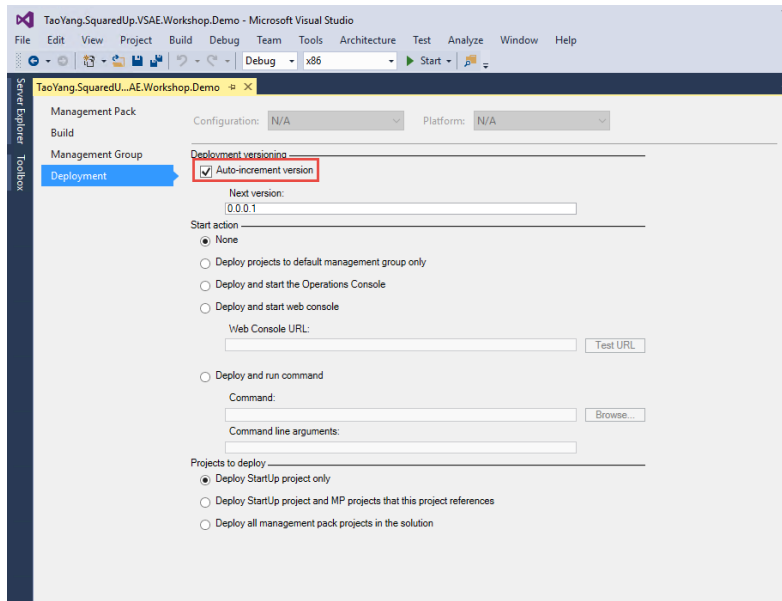 TaoYang.SquaredUp.VSAE.Workshop.Demo - Microsoft Visual Studio
File Edit View Project Build Debug Team Tools Architecture Test Analyze Window Help
Debug x86 Start
Server Explorer
Toolbox
TaoYang.SquaredU...AE.Workshop.Demo
Management Pack
Build
Management Group
Deployment
Configuration: N/A Platform: N/A
Deployment versioning
Auto-increment version
Next version:
0.0.0.1
Start action
None
Deploy projects to default management group only
Deploy and start the Operations Console
Deploy and start web console
Web Console URL:
Test URL
Deploy and run command
Command:
Browse...
Command line arguments:
Projects to deploy
Deploy StartUp project only
Deploy StartUp project and MP projects that this project references
Deploy all management pack projects in the solution